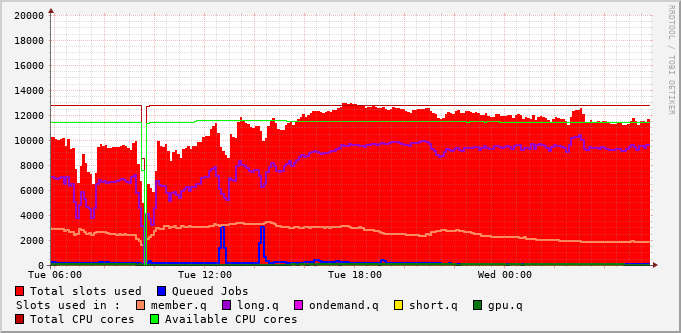 20000
18000
16000
14000
12000
10000
8000
6000
4000
2000
0
Tue 06:00 Tue 12:00 Tue 18:00 Wed 00:00
Total slots used Queued Jobs
Slots used in : member.q long.q ondemand.q short.q gpu.q
Total CPU cores Available CPU cores
RRDTOOL / TOBI OETIKER